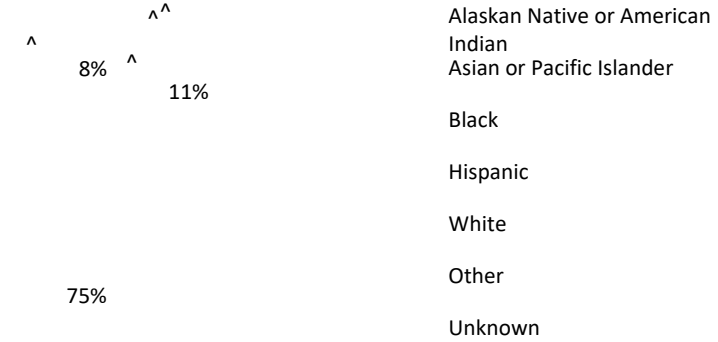 ^^
^
8% ^
11%
75%
Alaskan Native or American
Indian
Asian or Pacific Islander
Black
Hispanic
White
Other
Unknown